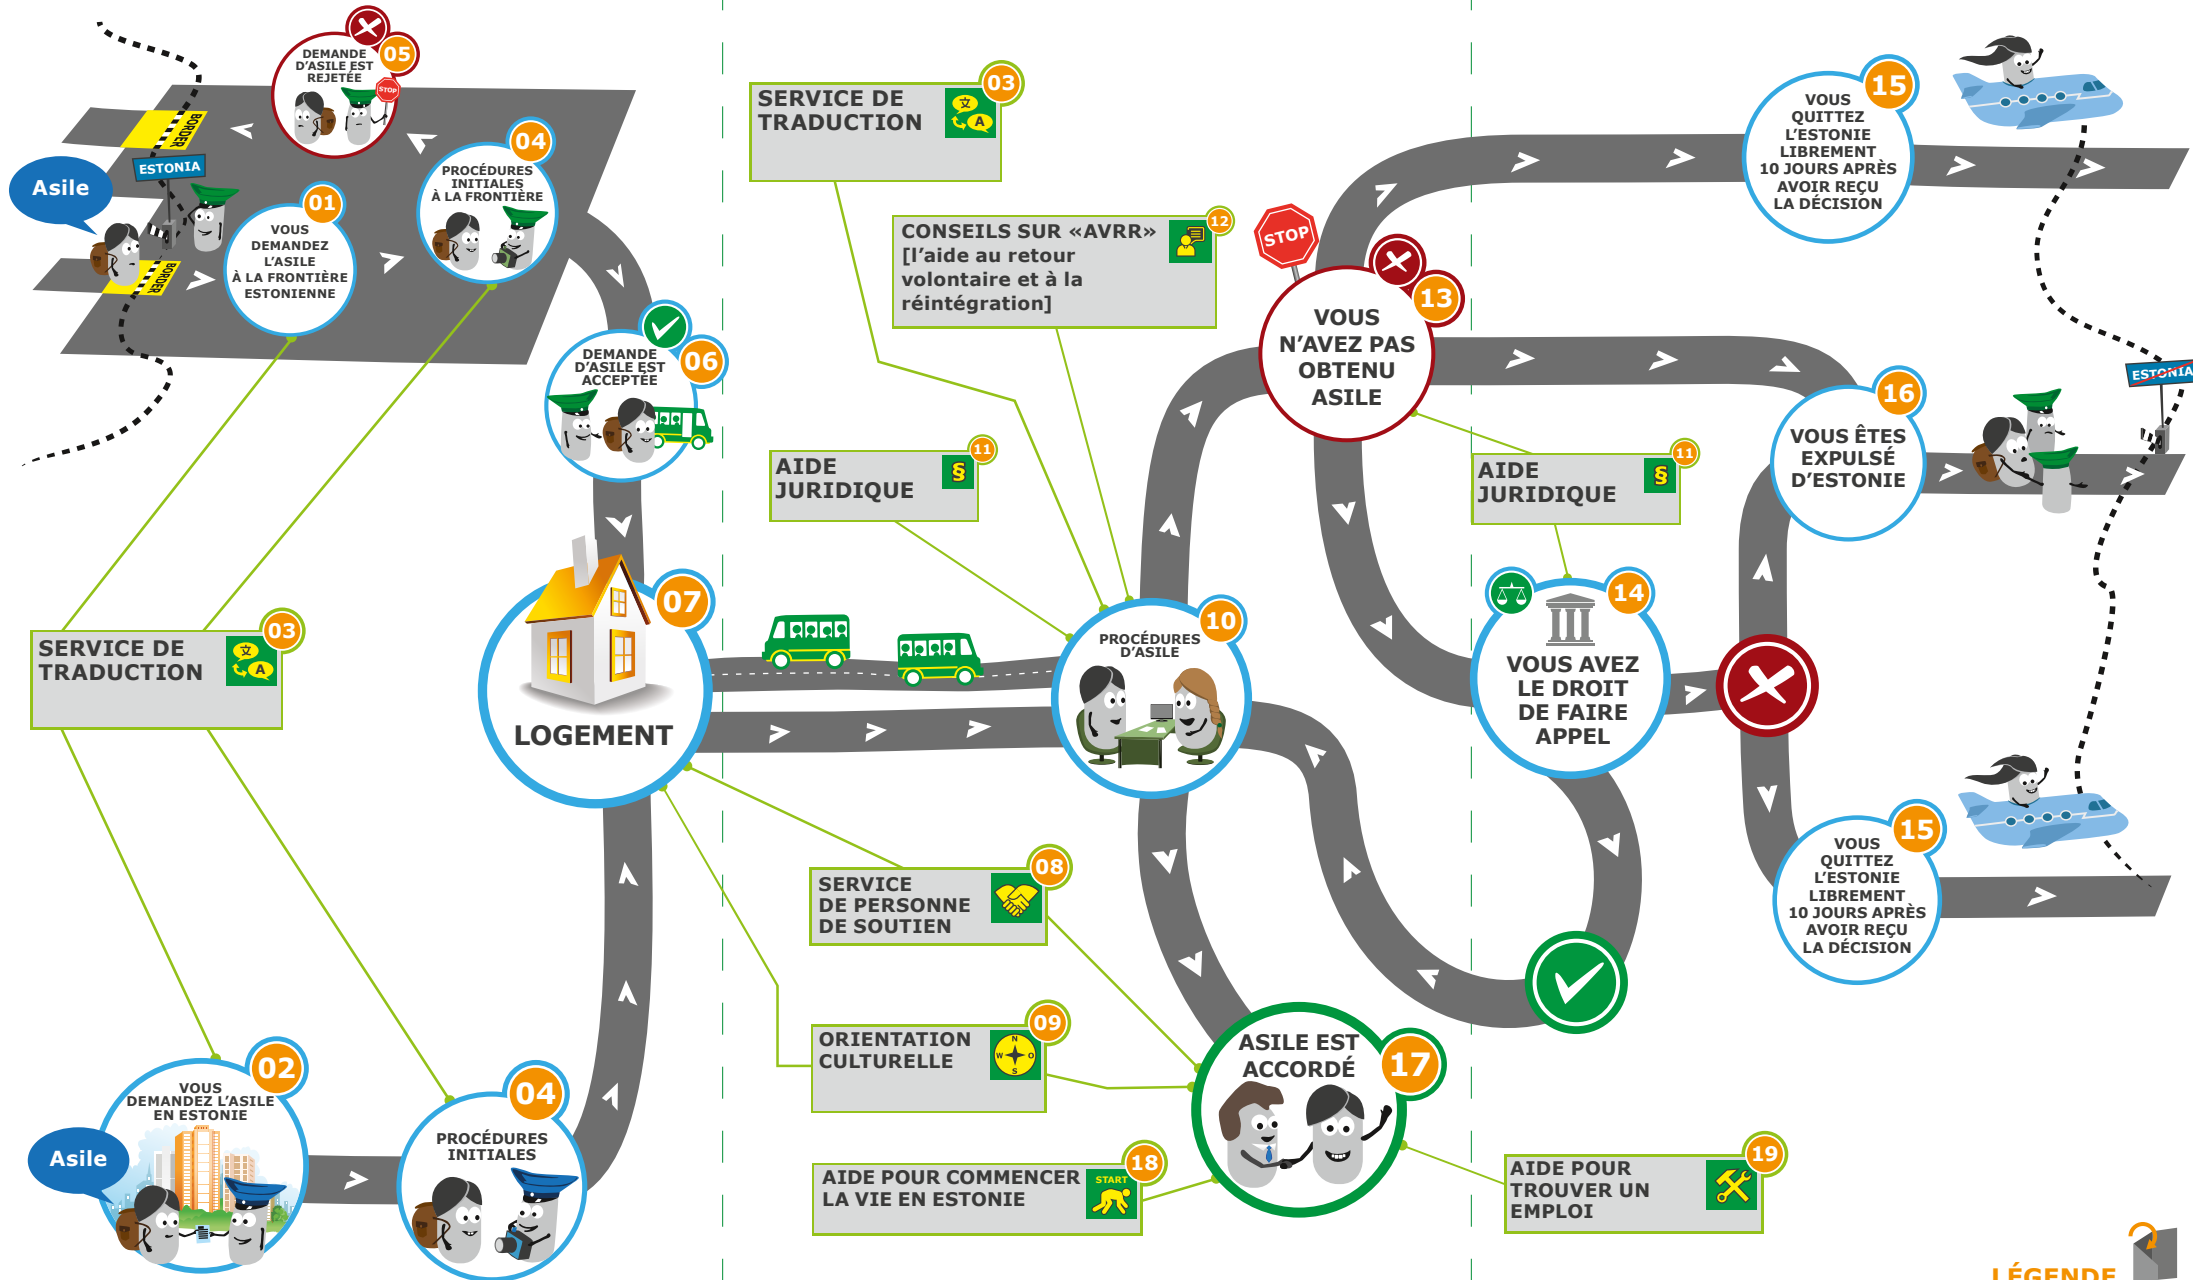 DEMANDE
D'ASILE EST
REJETÉE
05
STOP
BORDER
ESTONIA
Asile
BORDER
01
VOUS
DEMANDEZ
L'ASILE
À LA FRONTIÈRE
ESTONIENNE
04
PROCÉDURES
INITIALES
À LA FRONTIÈRE
DEMANDE
D'ASILE EST
ACCEPTÉE
06
SERVICE DE
TRADUCTION
03
文
A
07
LOGEMENT
02
VOUS
DEMANDEZ L'ASILE
EN ESTONIE
Asile
04
PROCÉDURES
INITIALES
SERVICE DE
TRADUCTION
03
文
A
CONSEILS SUR «AVRR»
[l'aide au retour
volontaire et à la
réintégration]
12
AIDE
JURIDIQUE
§
11
10
PROCÉDURES
D'ASILE
SERVICE
DE PERSONNE
DE SOUTIEN
08
ORIENTATION
CULTURELLE
09
N
W O
S
AIDE POUR COMMENCER
LA VIE EN ESTONIE
START
18
ASILE EST
ACCORDÉ
17
STOP
13
VOUS
N'AVEZ PAS
OBTENU
ASILE
AIDE
JURIDIQUE
§
11
14
VOUS AVEZ
LE DROIT
DE FAIRE
APPEL
15
VOUS
QUITTEZ
L'ESTONIE
LIBREMENT
10 JOURS APRÈS
AVOIR REÇU
LA DÉCISION
ESTONIA
16
VOUS ÊTES
EXPULSÉ
D'ESTONIE
15
VOUS
QUITTEZ
L'ESTONIE
LIBREMENT
10 JOURS APRÈS
AVOIR REÇU
LA DÉCISION
AIDE POUR
TROUVER UN
EMPLOI
19
LÉGENDE